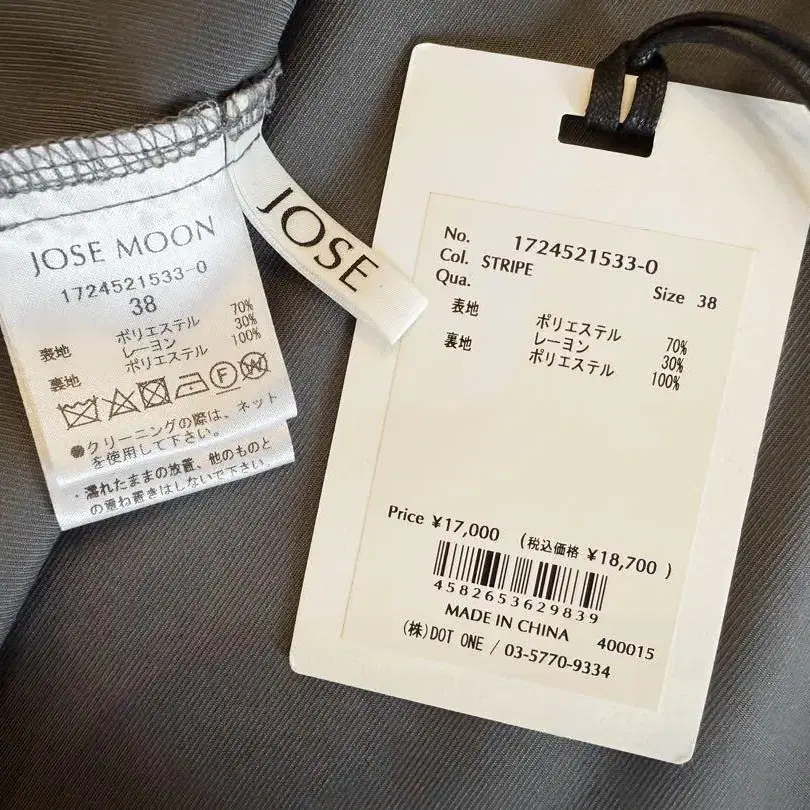 JOSE MOON
1724521533-0
38
表地 ポリエステル 70%
レーヨン 30%
裏地 ポリエステル 100%
●クリーニングの際は、ネット
を使用して下さい。
・濡れたままの放置、他のものと
の重ね置きはしないで下さい。
JOSE
No. 1724521533-0
Col. STRIPE
Qua. Size 38
表地 ポリエステル 70%
レーヨン 30%
裏地 ポリエステル 100%
Price ¥17,000 (税込価格 ¥18,700 )
4582653629839
MADE IN CHINA 400015
(株)DOT ONE / 03-5770-9334